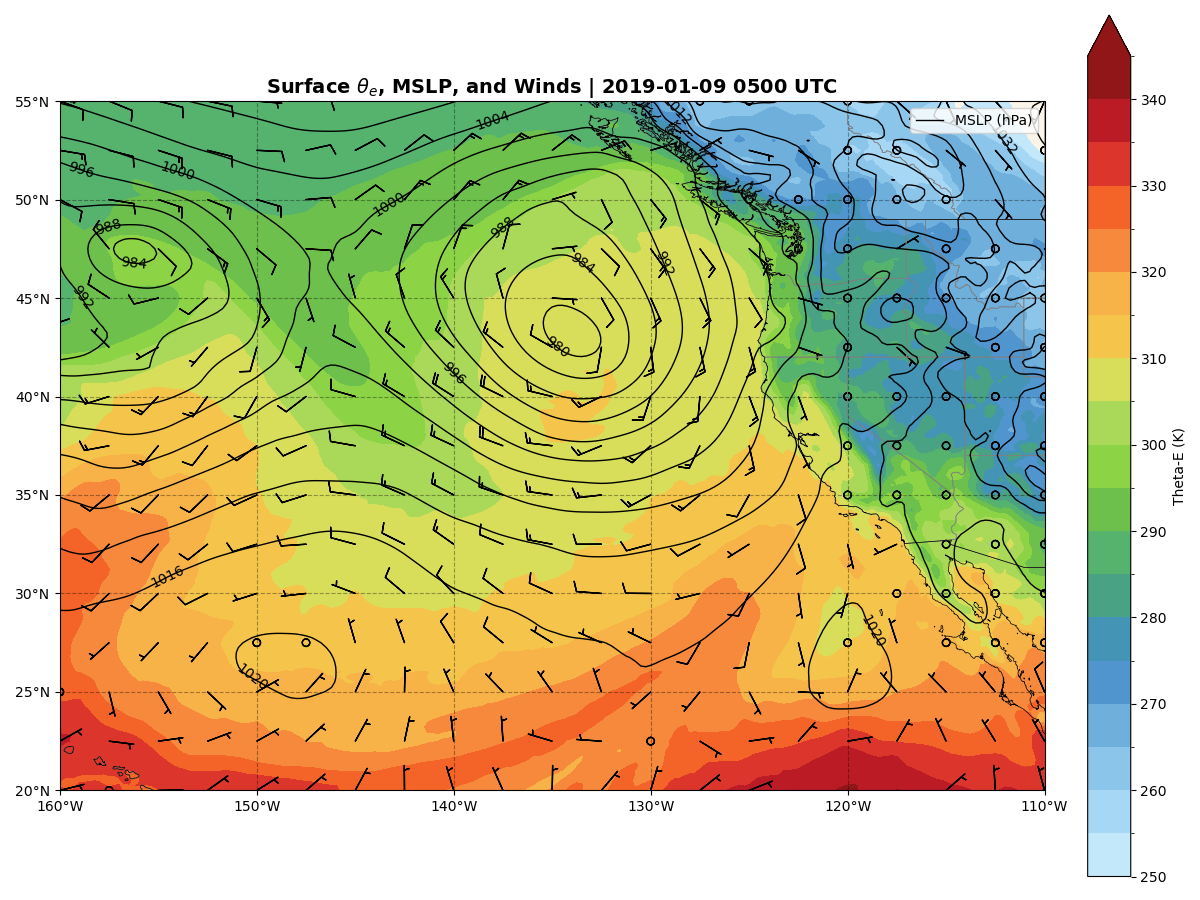 Surface θe, MSLP, and Winds | 2019-01-09 0500 UTC
55°N
50°N
45°N
40°N
35°N
30°N
25°N
20°N
160°W
150°W
140°W
130°W
120°W
110°W
MSLP (hPa)
1004
1012
1032
996
1000
1000
988
988
984
984
992
992
980
996
1016
1020
1020
340
330
320
310
300
290
280
270
260
250
Theta-E (K)